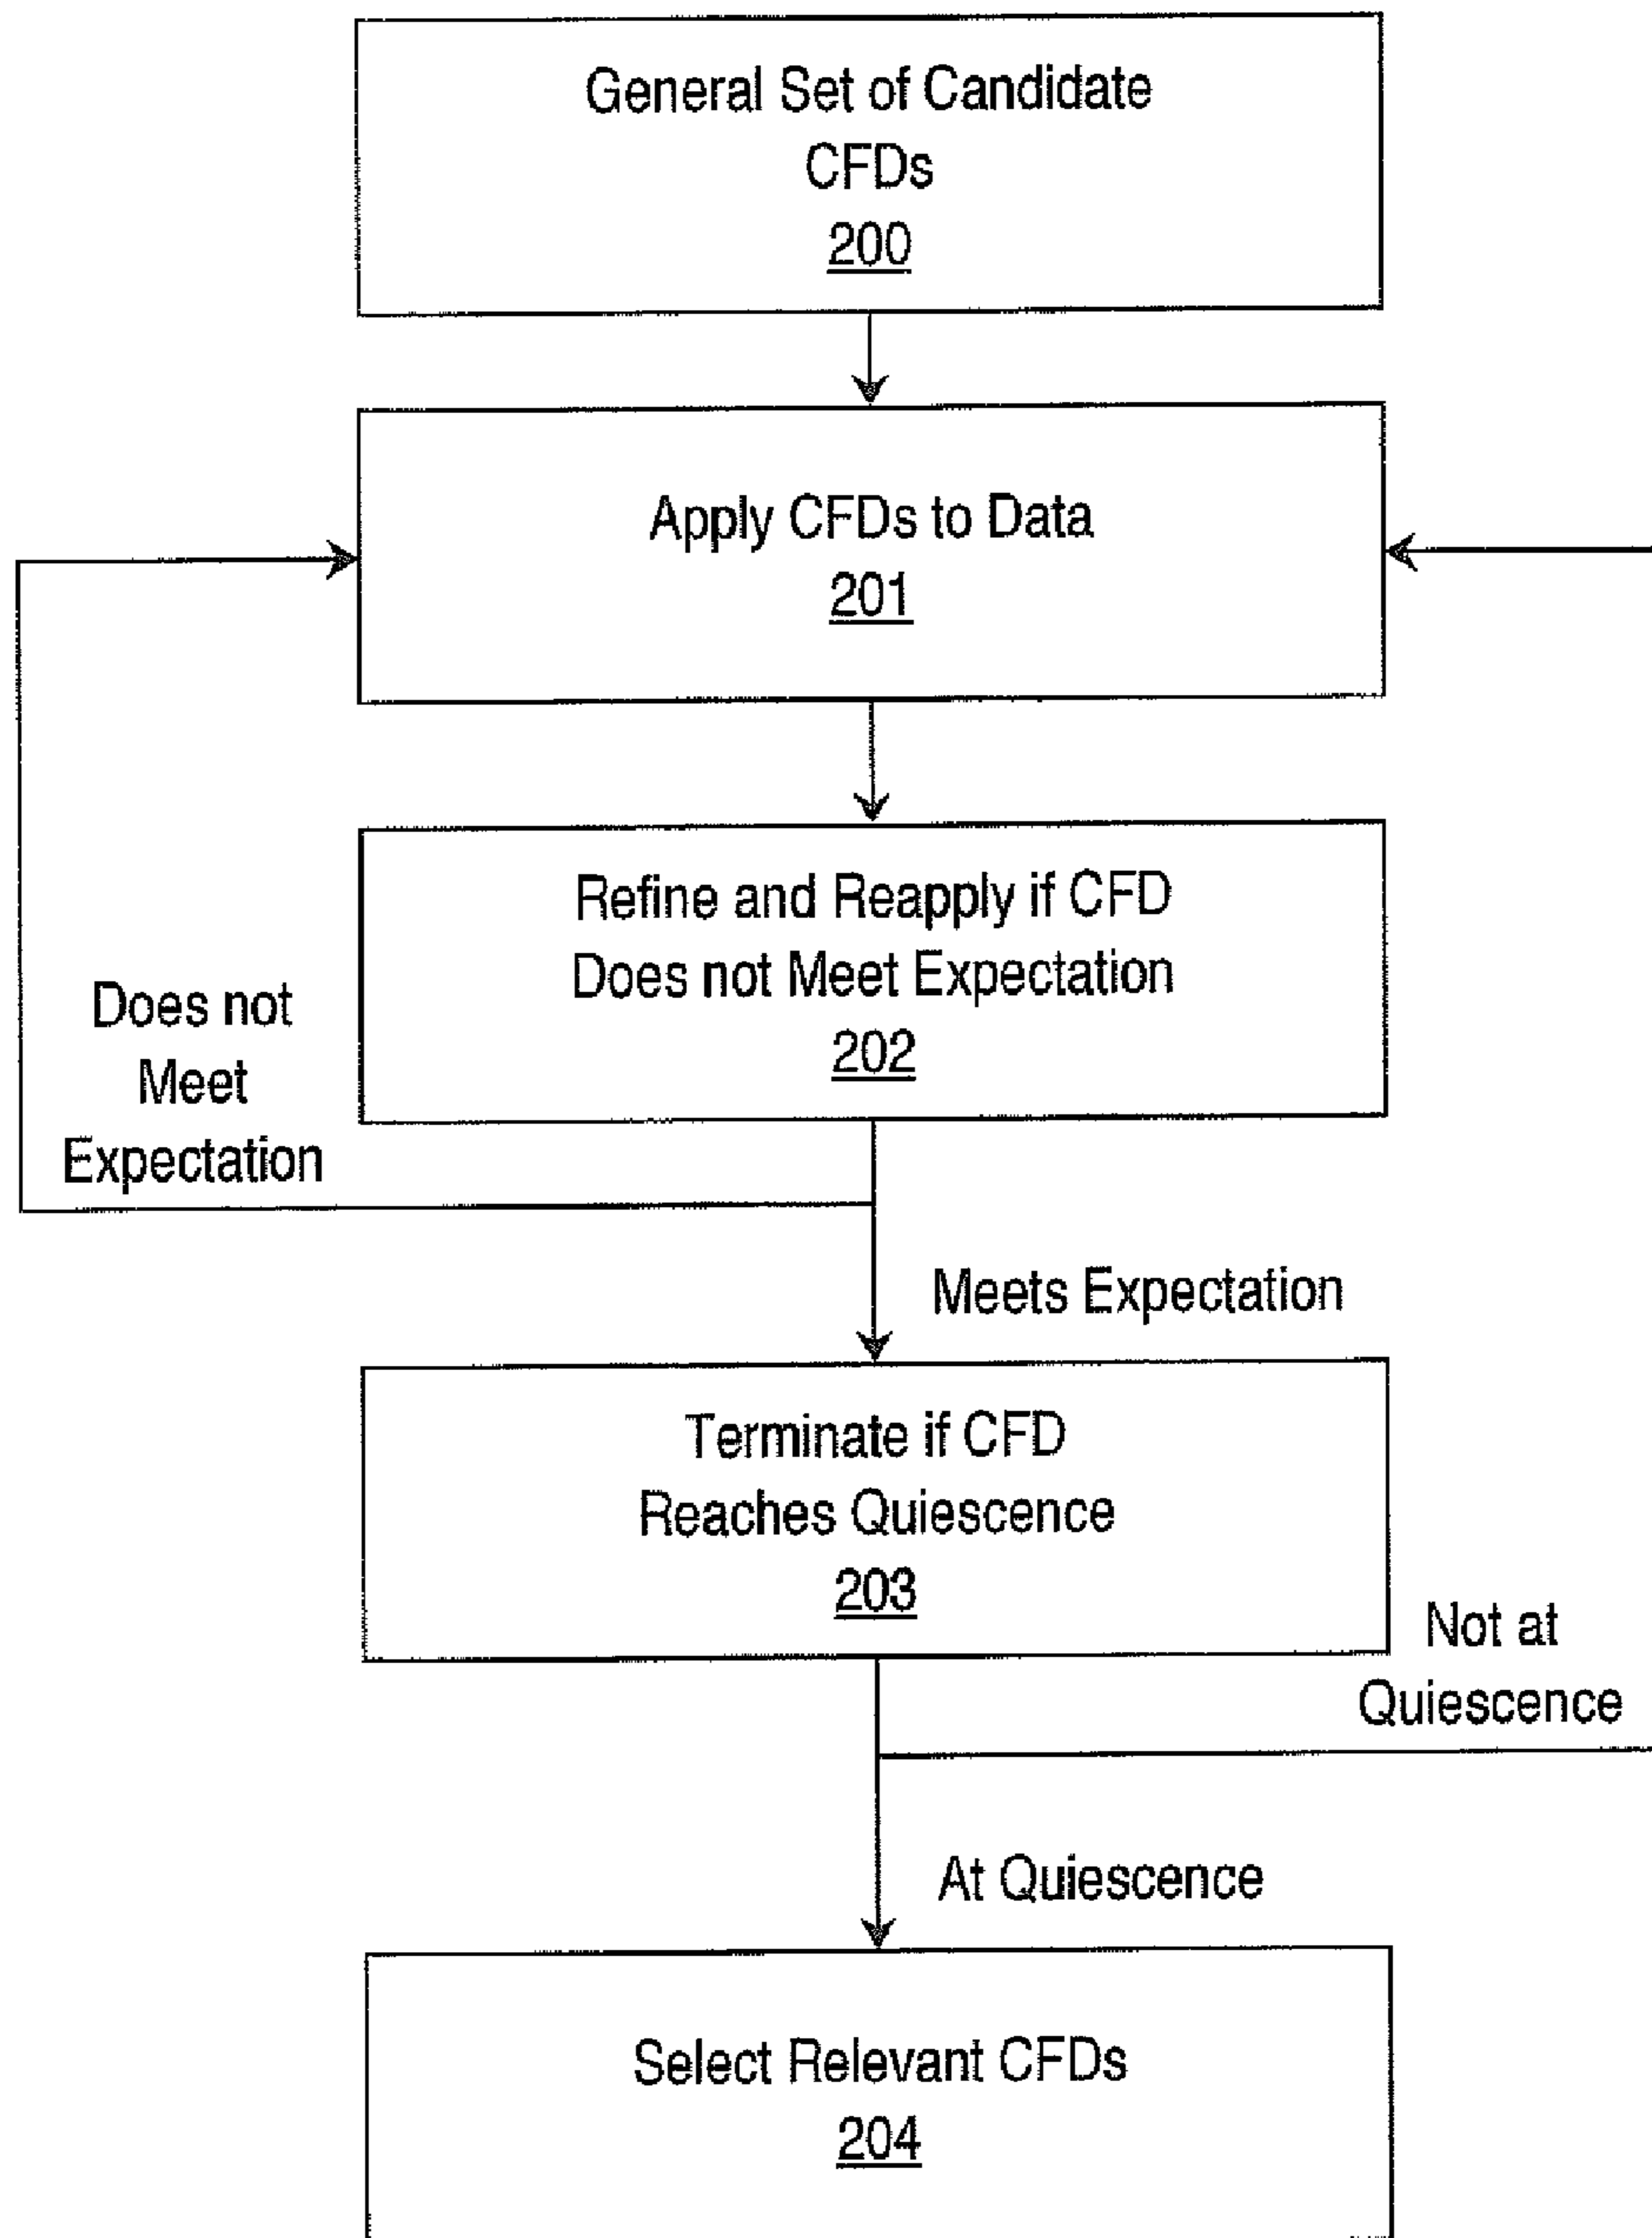 General Set of Candidate
CFDs
200
Apply CFDs to Data
201
Refine and Reapply if CFD
Does not Meet Expectation
202
Does not
Meet
Expectation
Meets Expectation
Terminate if CFD
Reaches Quiescence
203
Not at
Quiescence
At Quiescence
Select Relevant CFDs
204